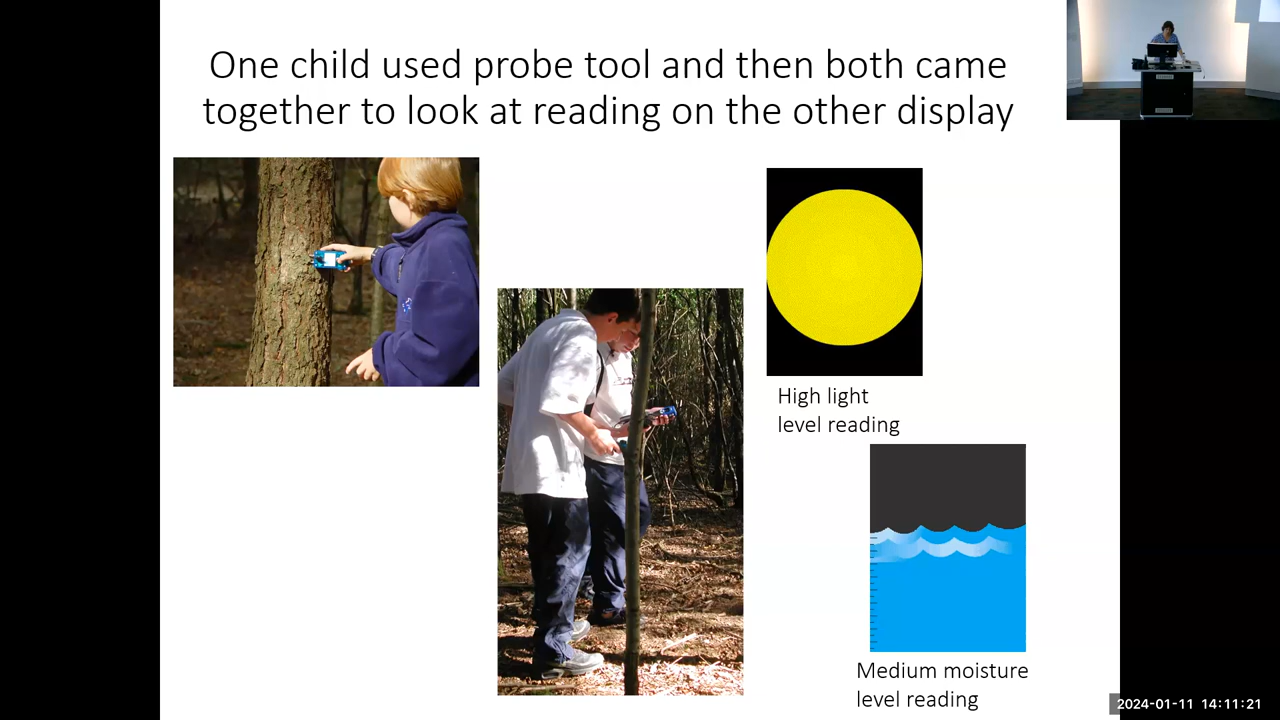 One child used probe tool and then both came
together to look at reading on the other display
High light
level reading
Medium moisture
level reading
2024-01-11 14:11:21